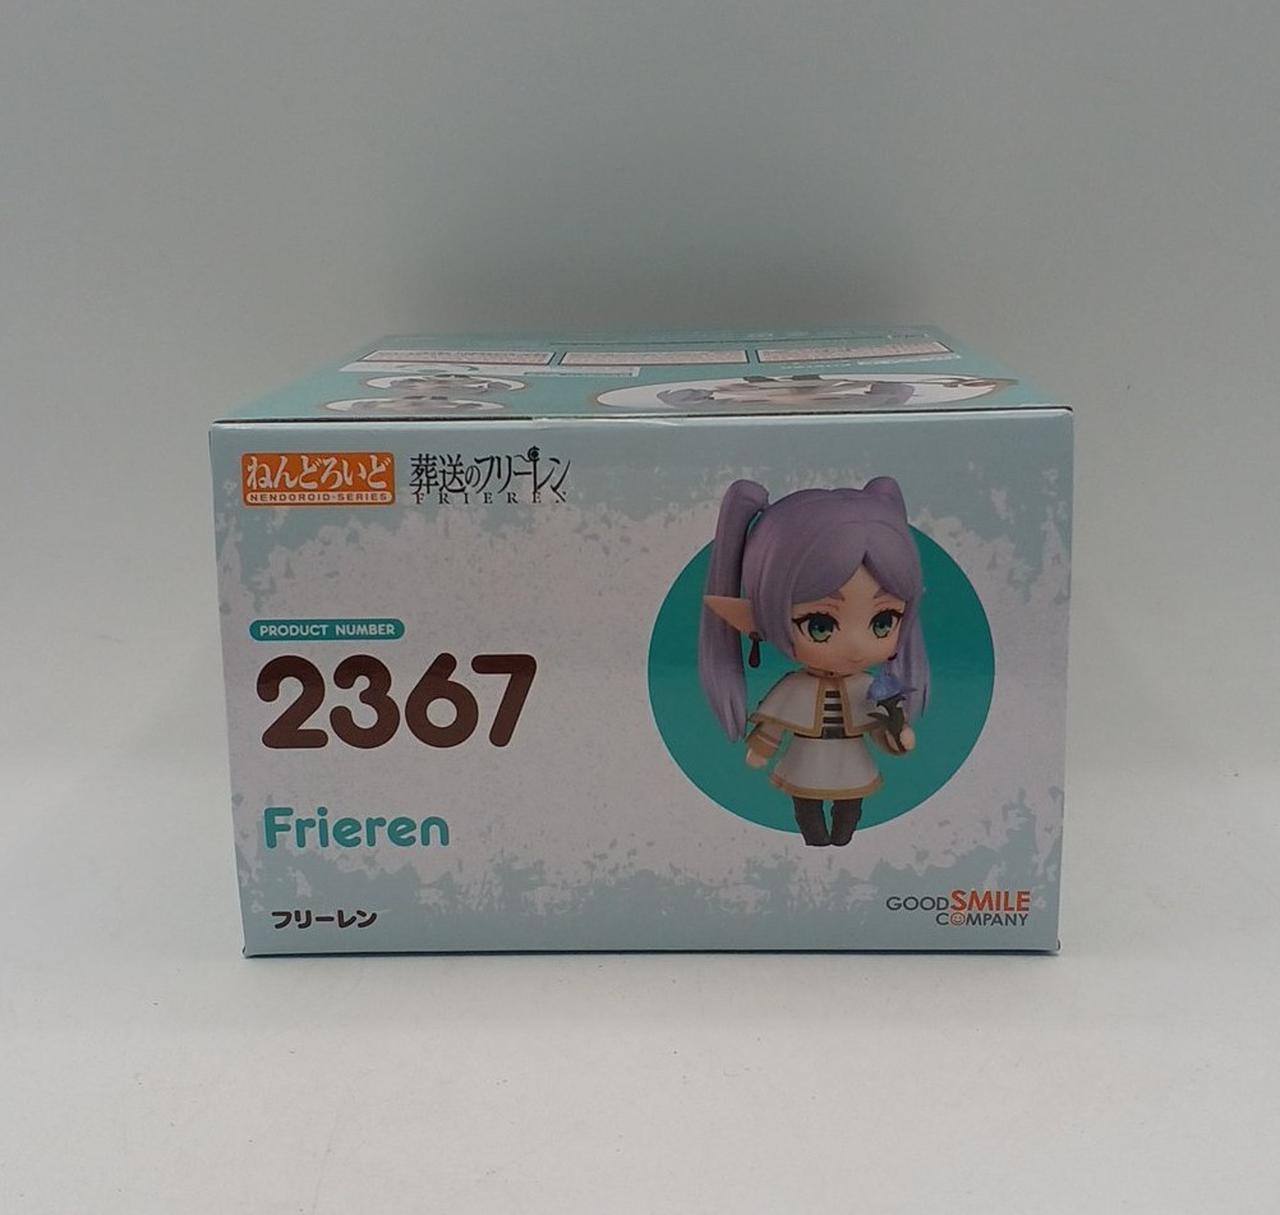 ねんどろいど
NENDOROID-SERIES
葬送のフリーレン
FRIEREN
PRODUCT NUMBER
2367
Frieren
フリーレン
GOOD SMILE
COMPANY